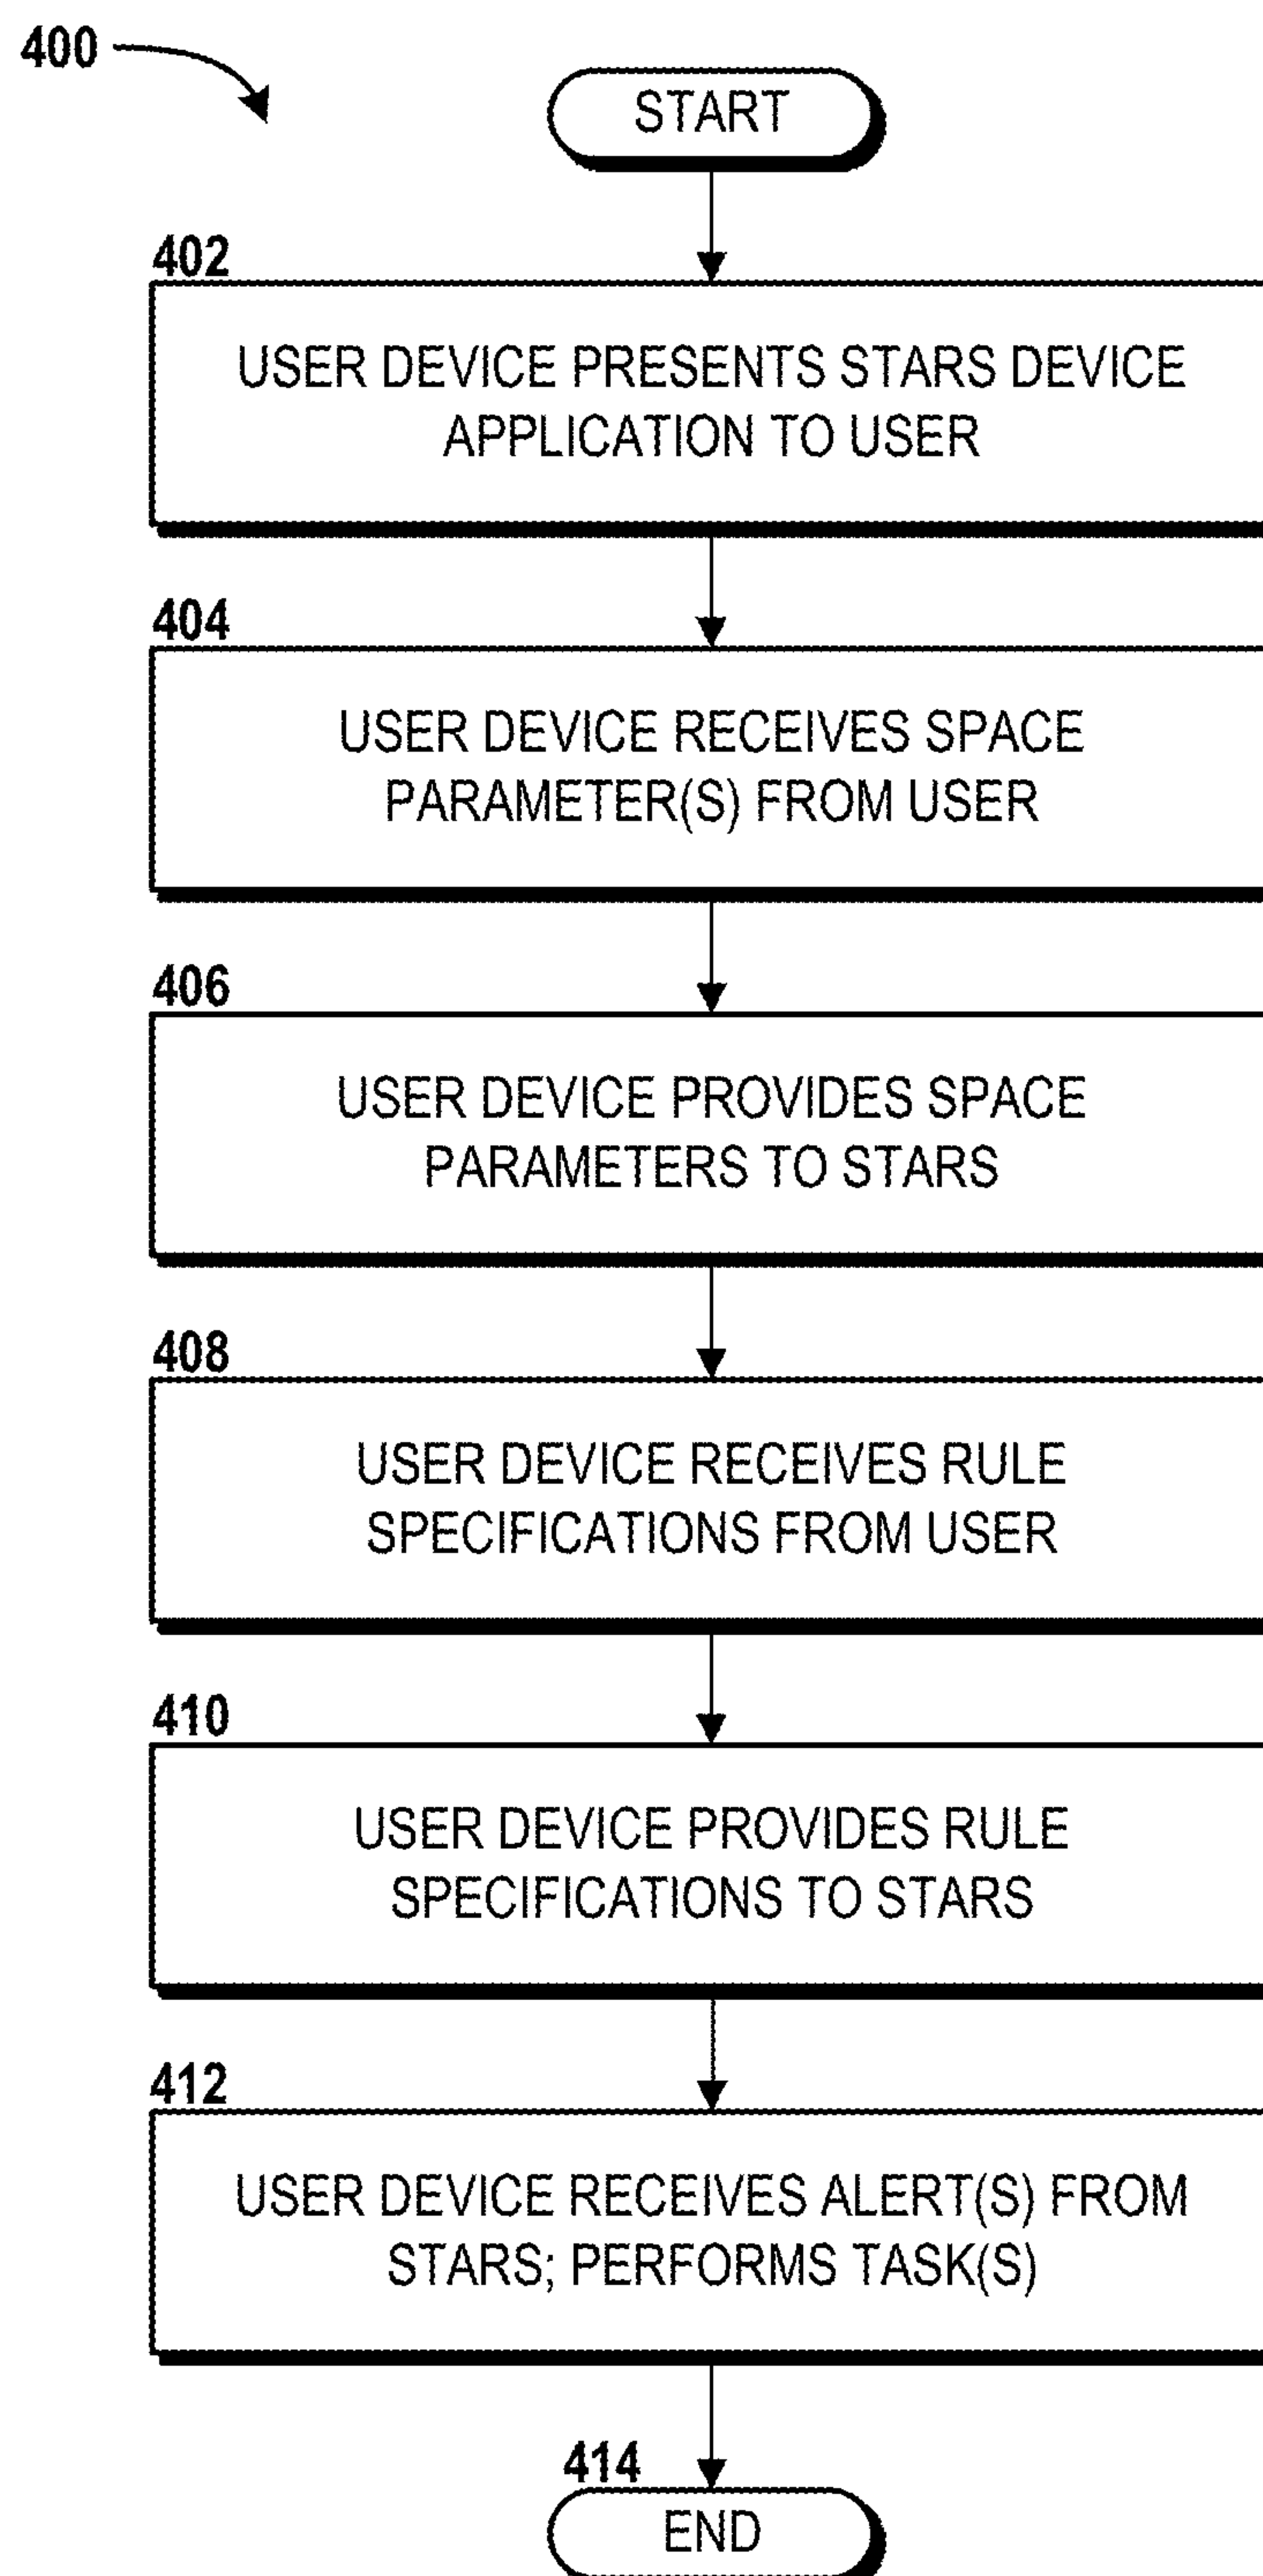 400
START
402
USER DEVICE PRESENTS STARS DEVICE
APPLICATION TO USER
404
USER DEVICE RECEIVES SPACE
PARAMETER(S) FROM USER
406
USER DEVICE PROVIDES SPACE
PARAMETERS TO STARS
408
USER DEVICE RECEIVES RULE
SPECIFICATIONS FROM USER
410
USER DEVICE PROVIDES RULE
SPECIFICATIONS TO STARS
412
USER DEVICE RECEIVES ALERT(S) FROM
STARS; PERFORMS TASK(S)
414
END